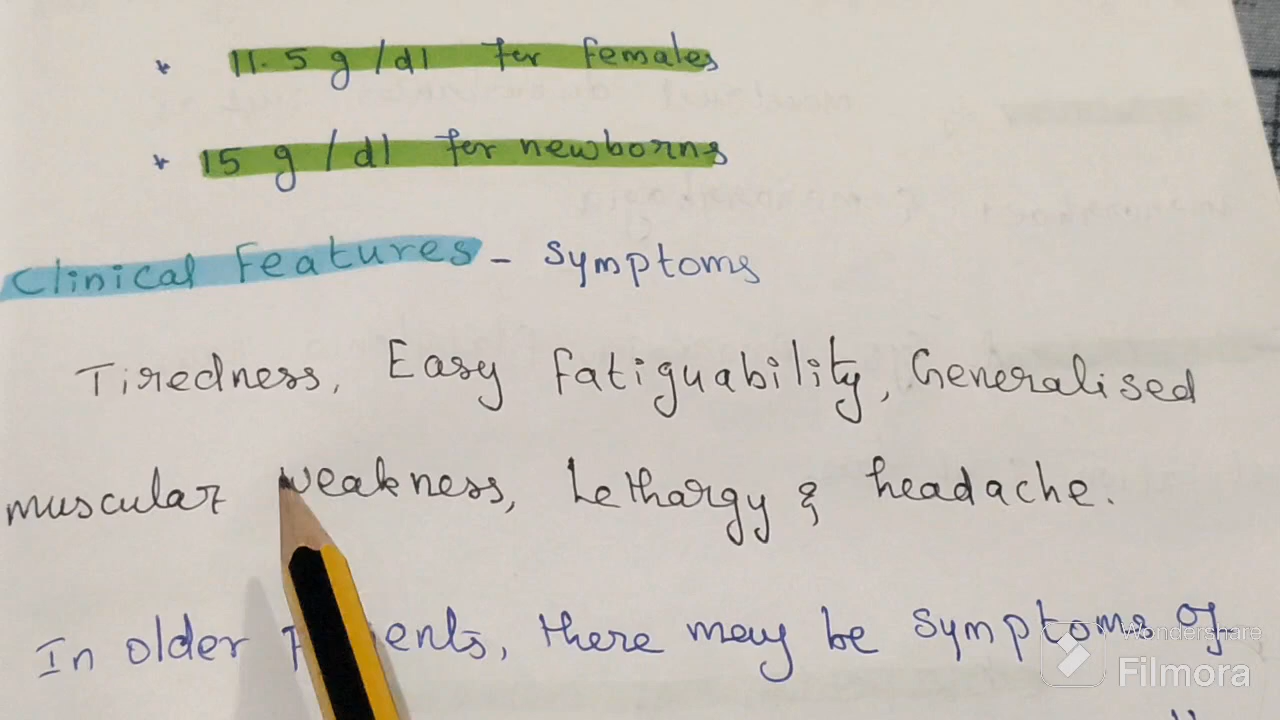 * 11.5 g/dl for females
* 15 g/dl for newborns
Clinical Features - Symptoms
Tiredness, Easy fatiguability, Generalised
muscular weakness, Lethargy & headache.
In older patients, there may be symptoms of
Wondershare
Filmora